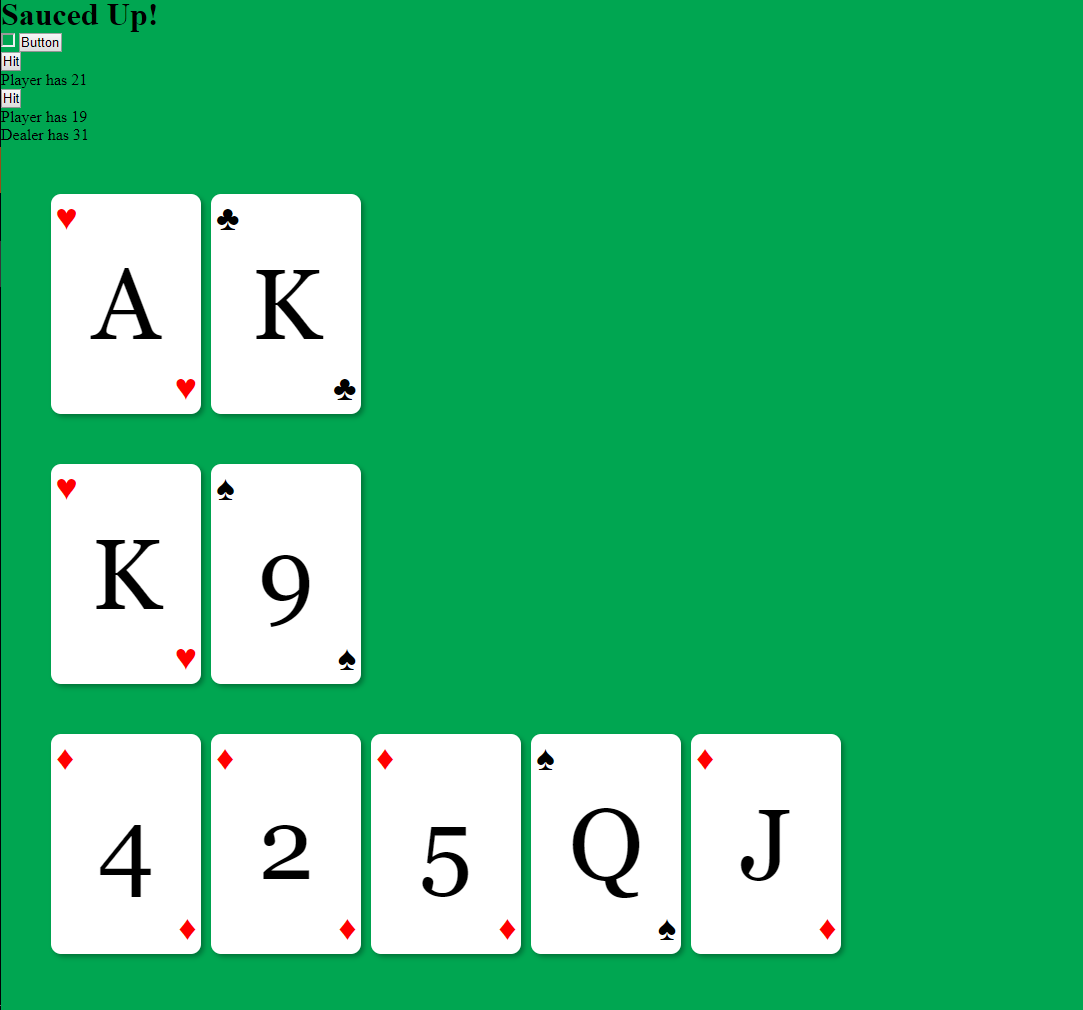 Sauced Up!
Button
Hit
Player has 21
Hit
Player has 19
Dealer has 31
♥ ♣
A K
♥ ♣
♥ ♠
K 9
♥ ♠
♦ ♦ ♦ ♠ ♦
4 2 5 Q J
♦ ♦ ♦ ♠ ♦